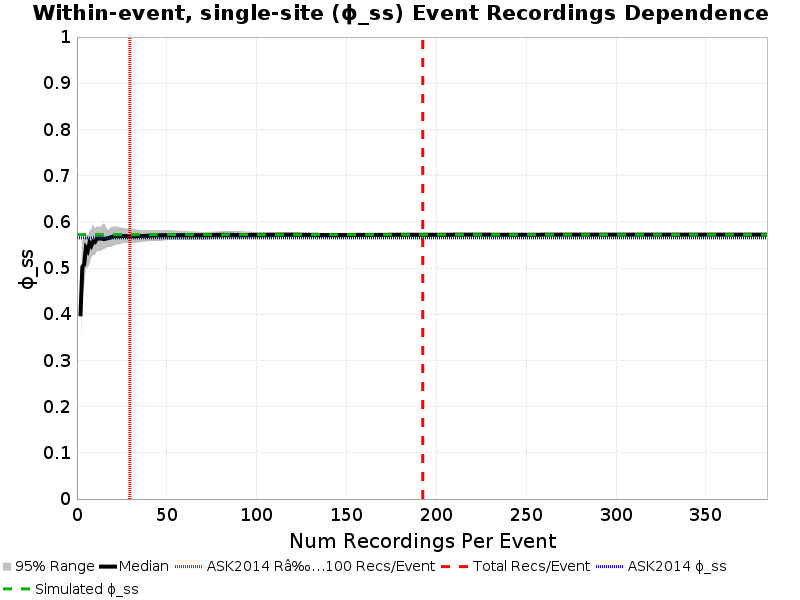 Within-event, single-site (ϕ_ss) Event Recordings Dependence
1
0.9
0.8
0.7
0.6
0.5
0.4
0.3
0.2
0.1
0
ϕ_ss
0 50 100 150 200 250 300 350
Num Recordings Per Event
95% Range Median ASK2014 Râ‰…100 Recs/Event Total Recs/Event ASK2014 ϕ_ss
Simulated ϕ_ss